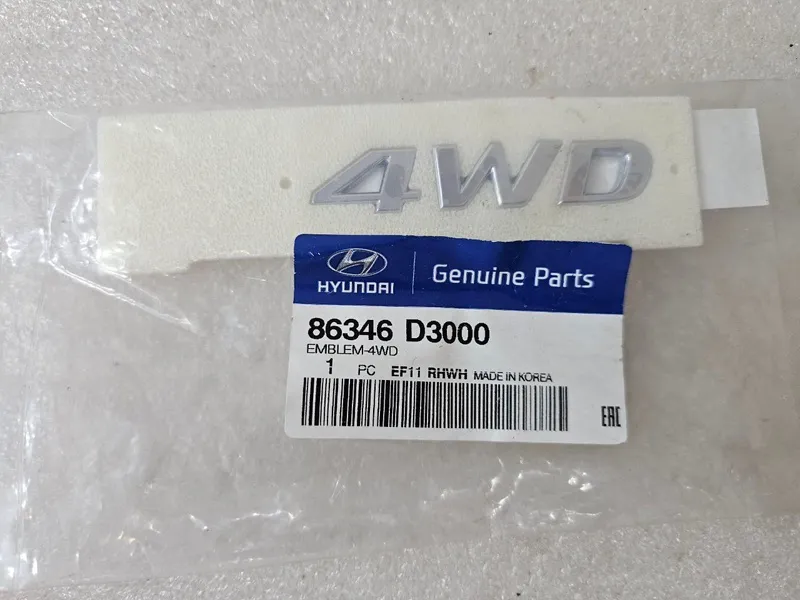 4WD
HYUNDAI
Genuine Parts
86346 D3000
EMBLEM-4WD
1 PC EF11 RHWH MADE IN KOREA
EAC